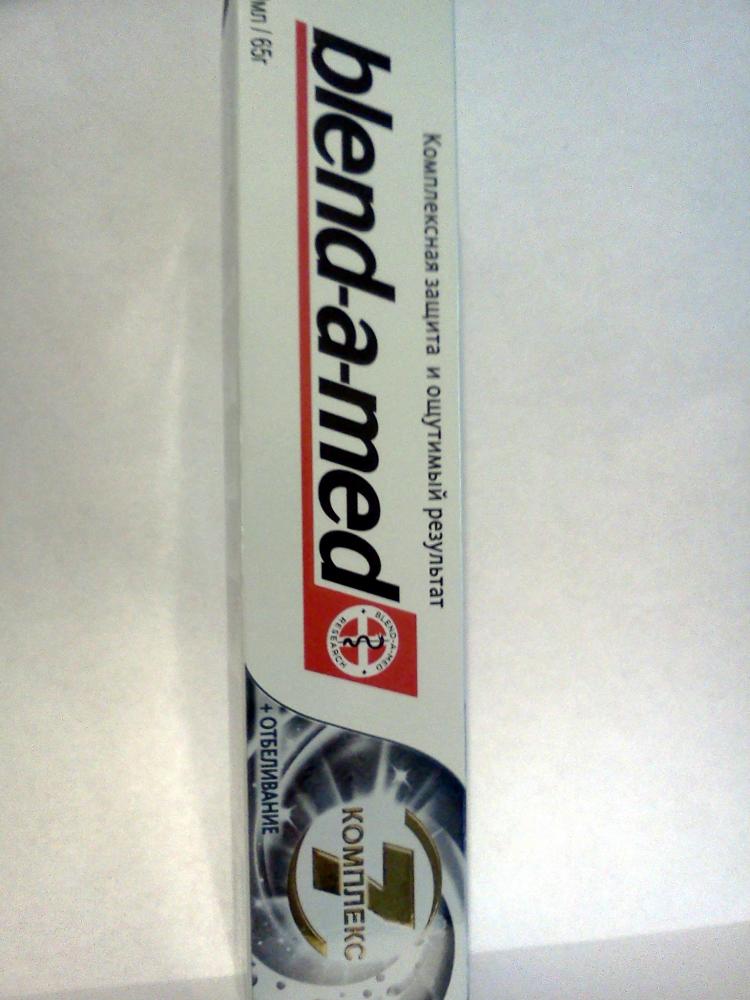 Комплексная защита и ощутимый результат
blend-a-med
BLEND-A-MED
RESEARCH
7
КОМПЛЕКС
+ ОТБЕЛИВАНИЕ
мл / 65г